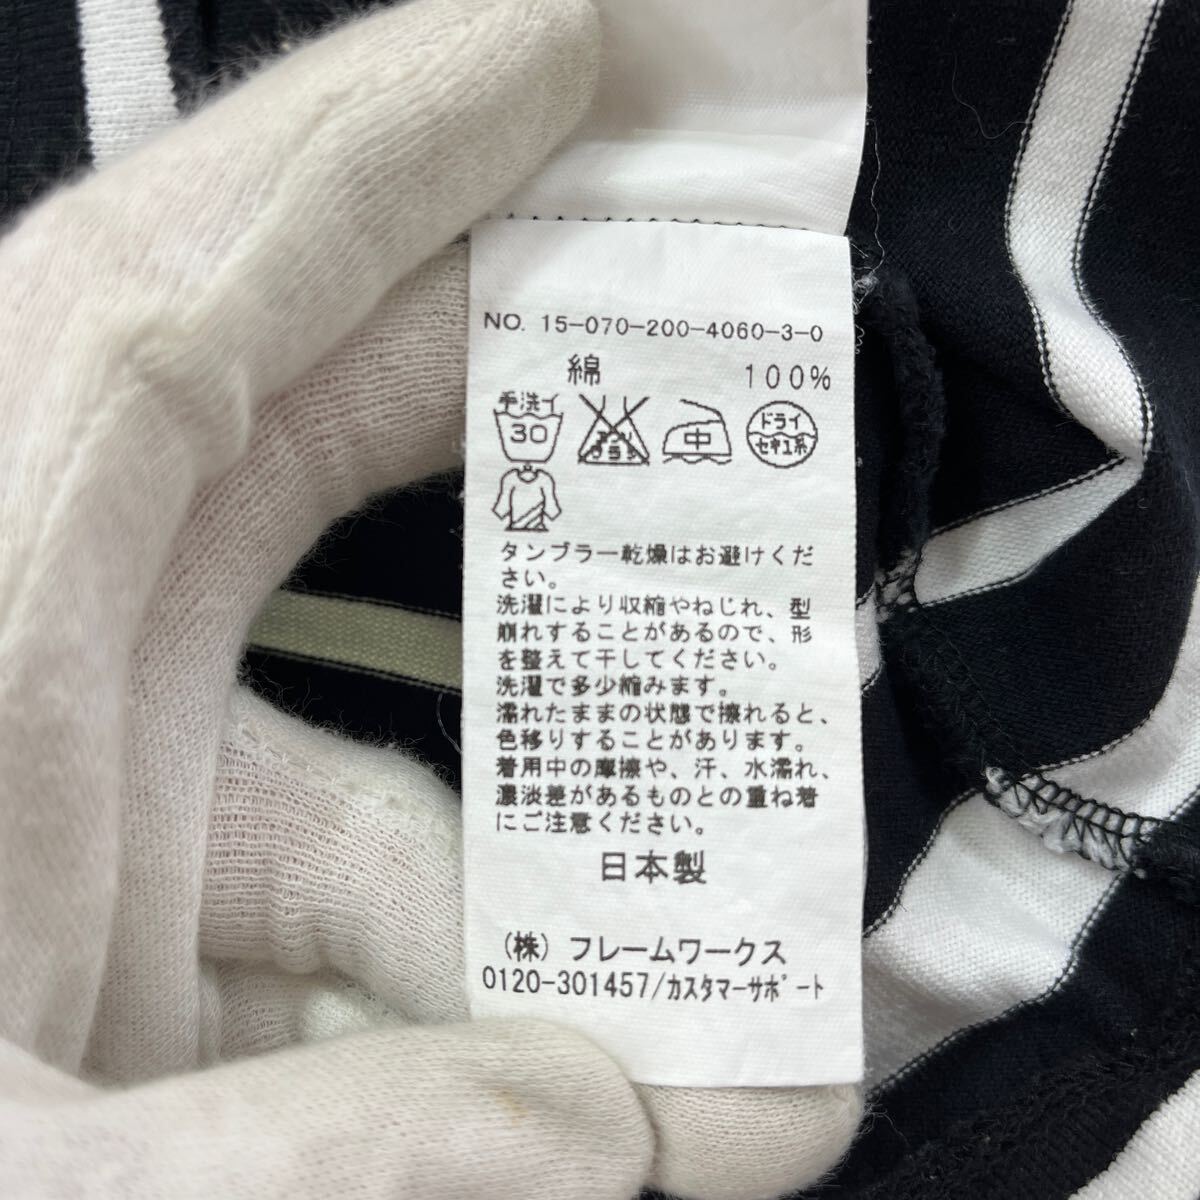 NO. 15-070-200-4060-3-0
綿 100%
手洗イ
30
エンソ
サラシ
中
ドライ
セキユ系
タンブラー乾燥はお避けくだ
さい。
洗濯により収縮やねじれ、型
崩れすることがあるので、形
を整えて干してください。
洗濯で多少縮みます。
濡れたままの状態で擦れると、
色移りすることがあります。
着用中の摩擦や、汗、水濡れ、
濃淡差があるものとの重ね着
にご注意ください。
日本製
(株) フレームワークス
0120-301457/カスタマーサポート